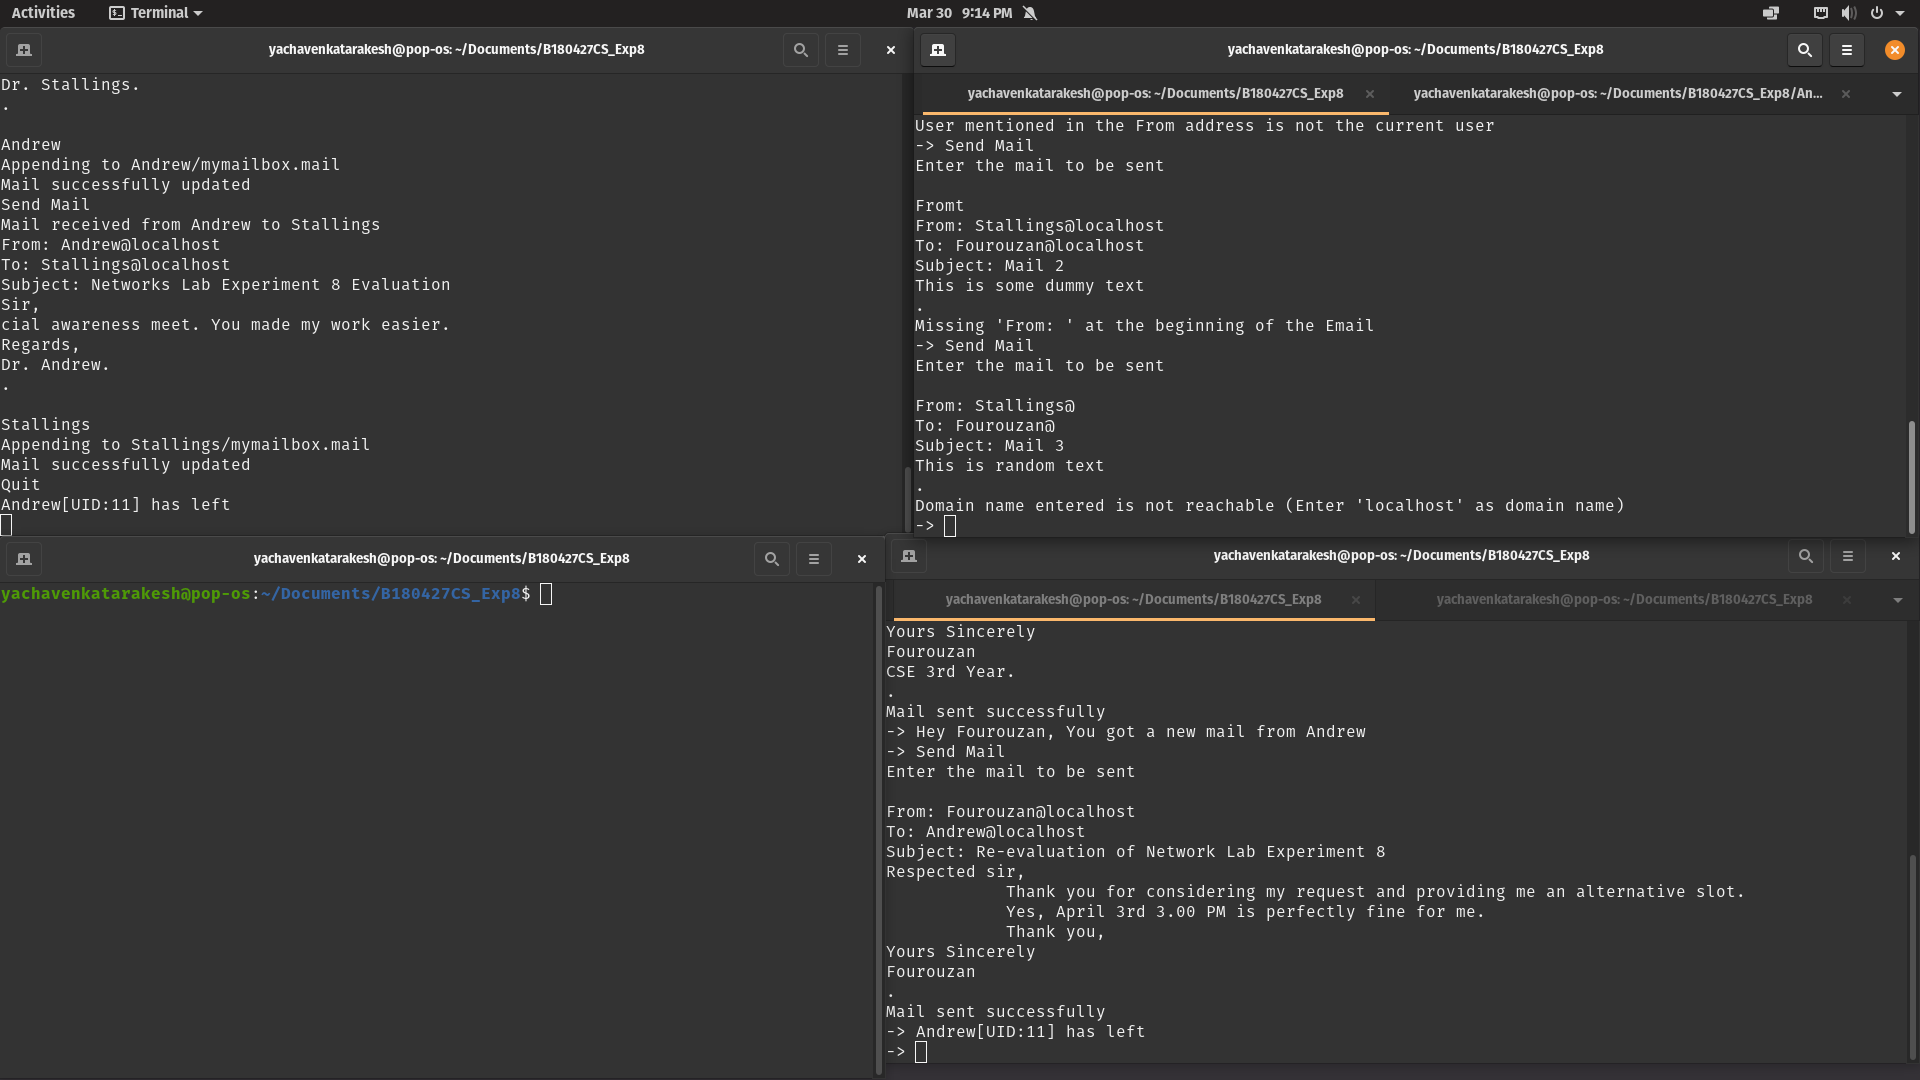 Activities
Terminal
Mar 30 9:14 PM
yachavenkatarakesh@pop-os: ~/Documents/B180427CS_Exp8
Dr. Stallings.
.
Andrew
Appending to Andrew/mymailbox.mail
Mail successfully updated
Send Mail
Mail received from Andrew to Stallings
From: Andrew@localhost
To: Stallings@localhost
Subject: Networks Lab Experiment 8 Evaluation
Sir,
cial awareness meet. You made my work easier.
Regards,
Dr. Andrew.
.
Stallings
Appending to Stallings/mymailbox.mail
Mail successfully updated
Quit
Andrew[UID:11] has left
yachavenkatarakesh@pop-os: ~/Documents/B180427CS_Exp8
yachavenkatarakesh@pop-os: ~/Documents/B180427CS_Exp8
yachavenkatarakesh@pop-os: ~/Documents/B180427CS_Exp8/An...
User mentioned in the From address is not the current user
-> Send Mail
Enter the mail to be sent
Fromt
From: Stallings@localhost
To: Fourouzan@localhost
Subject: Mail 2
This is some dummy text
.
Missing 'From: ' at the beginning of the Email
-> Send Mail
Enter the mail to be sent
From: Stallings@
To: Fourouzan@
Subject: Mail 3
This is random text
.
Domain name entered is not reachable (Enter 'localhost' as domain name)
->
yachavenkatarakesh@pop-os: ~/Documents/B180427CS_Exp8
yachavenkatarakesh@pop-os:~/Documents/B180427CS_Exp8$
yachavenkatarakesh@pop-os: ~/Documents/B180427CS_Exp8
yachavenkatarakesh@pop-os: ~/Documents/B180427CS_Exp8
yachavenkatarakesh@pop-os: ~/Documents/B180427CS_Exp8
Yours Sincerely
Fourouzan
CSE 3rd Year.
.
Mail sent successfully
-> Hey Fourouzan, You got a new mail from Andrew
-> Send Mail
Enter the mail to be sent
From: Fourouzan@localhost
To: Andrew@localhost
Subject: Re-evaluation of Network Lab Experiment 8
Respected sir,
Thank you for considering my request and providing me an alternative slot.
Yes, April 3rd 3.00 PM is perfectly fine for me.
Thank you,
Yours Sincerely
Fourouzan
.
Mail sent successfully
-> Andrew[UID:11] has left
->